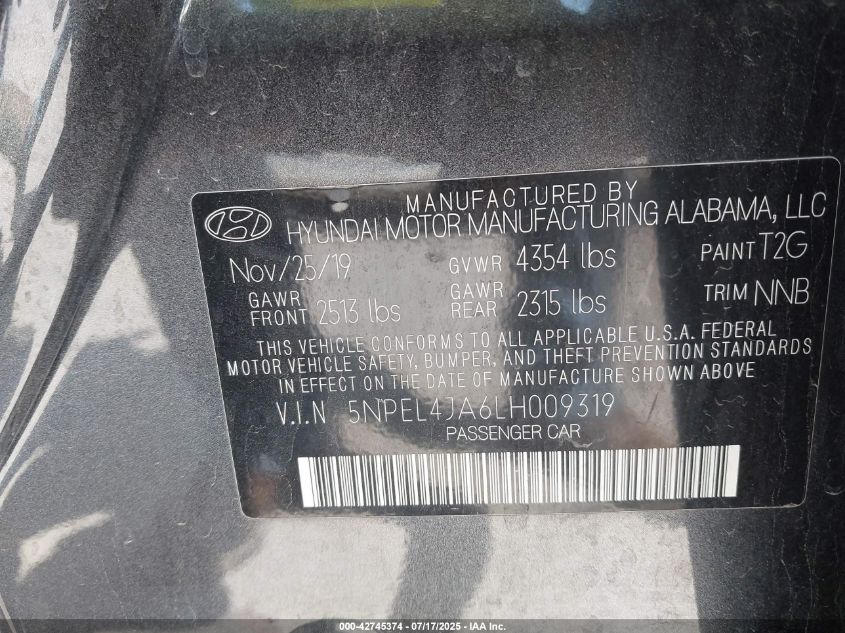 MANUFACTURED BY
HYUNDAI MOTOR MANUFACTURING ALABAMA, LLC
Nov/25/19 GVWR 4354 lbs PAINT T2G
GAWR FRONT 2513 lbs GAWR REAR 2315 lbs TRIM NNB
THIS VEHICLE CONFORMS TO ALL APPLICABLE U.S.A. FEDERAL
MOTOR VEHICLE SAFETY, BUMPER, AND THEFT PREVENTION STANDARDS
IN EFFECT ON THE DATE OF MANUFACTURE SHOWN ABOVE.
V.I.N 5NPEL4JA6LH009319
PASSENGER CAR
000-42745374 - 07/17/2025 - IAA Inc.